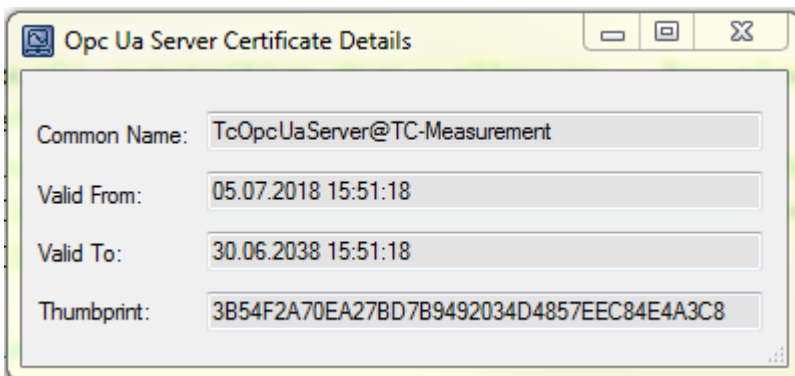 Opc Ua Server Certificate Details
Common Name: TcOpcUaServer@TC-Measurement
Valid From: 05.07.2018 15:51:18
Valid To: 30.06.2038 15:51:18
Thumbprint: 3B54F2A70EA27BD7B9492034D4857EEC84E4A3C8